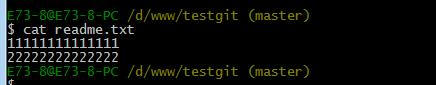 E73-8@E73-8-PC /d/www/testgit (master)
$ cat readme.txt
11111111111111
22222222222222
E73-8@E73-8-PC /d/www/testgit (master)
$